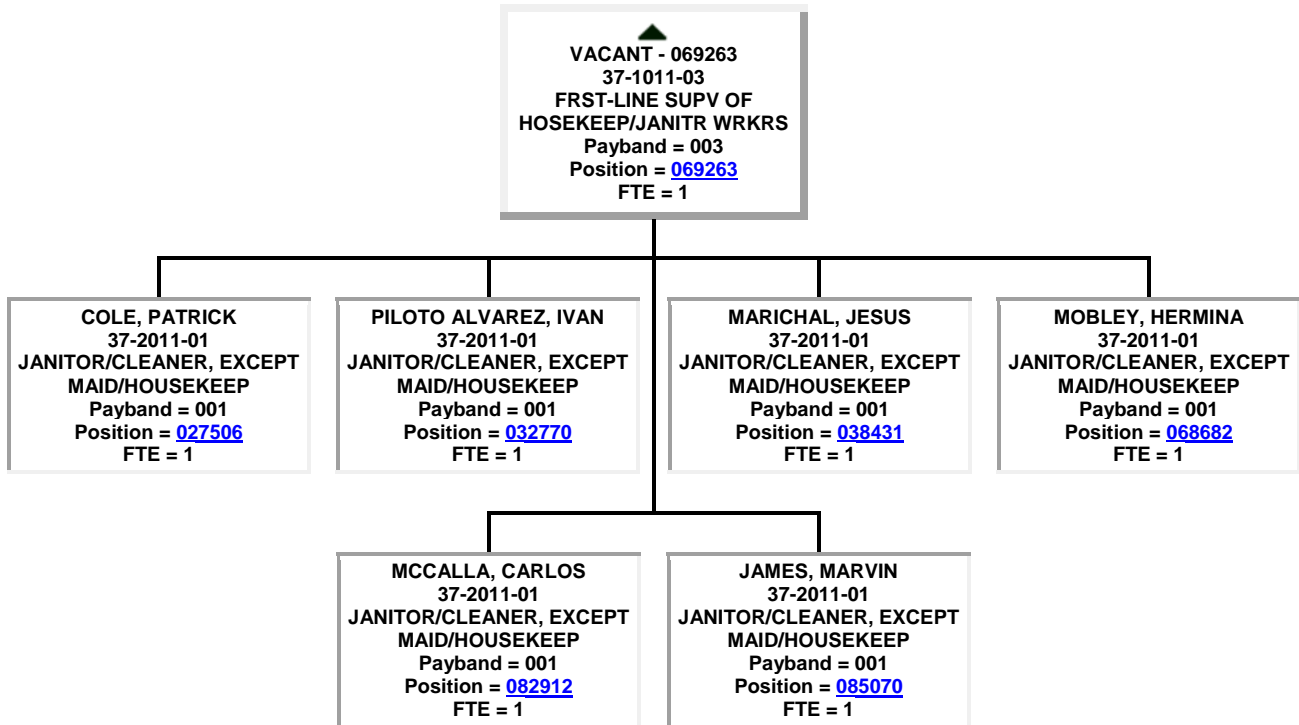 VACANT - 069263
37-1011-03
FRST-LINE SUPV OF
HOSEKEEP/JANITR WRKRS
Payband = 003
Position = 069263
FTE = 1
COLE, PATRICK
37-2011-01
JANITOR/CLEANER, EXCEPT
MAID/HOUSEKEEP
Payband = 001
Position = 027506
FTE = 1
PILOTO ALVAREZ, IVAN
37-2011-01
JANITOR/CLEANER, EXCEPT
MAID/HOUSEKEEP
Payband = 001
Position = 032770
FTE = 1
MARICHAL, JESUS
37-2011-01
JANITOR/CLEANER, EXCEPT
MAID/HOUSEKEEP
Payband = 001
Position = 038431
FTE = 1
MOBLEY, HERMINA
37-2011-01
JANITOR/CLEANER, EXCEPT
MAID/HOUSEKEEP
Payband = 001
Position = 068682
FTE = 1
MCCALLA, CARLOS
37-2011-01
JANITOR/CLEANER, EXCEPT
MAID/HOUSEKEEP
Payband = 001
Position = 082912
FTE = 1
JAMES, MARVIN
37-2011-01
JANITOR/CLEANER, EXCEPT
MAID/HOUSEKEEP
Payband = 001
Position = 085070
FTE = 1